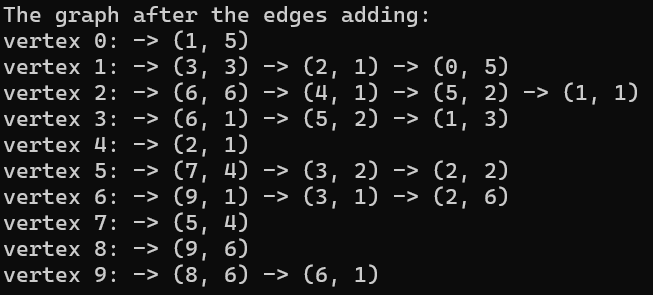 The graph after the edges adding:
vertex 0: -> (1, 5)
vertex 1: -> (3, 3) -> (2, 1) -> (0, 5)
vertex 2: -> (6, 6) -> (4, 1) -> (5, 2) -> (1, 1)
vertex 3: -> (6, 1) -> (5, 2) -> (1, 3)
vertex 4: -> (2, 1)
vertex 5: -> (7, 4) -> (3, 2) -> (2, 2)
vertex 6: -> (9, 1) -> (3, 1) -> (2, 6)
vertex 7: -> (5, 4)
vertex 8: -> (9, 6)
vertex 9: -> (8, 6) -> (6, 1)